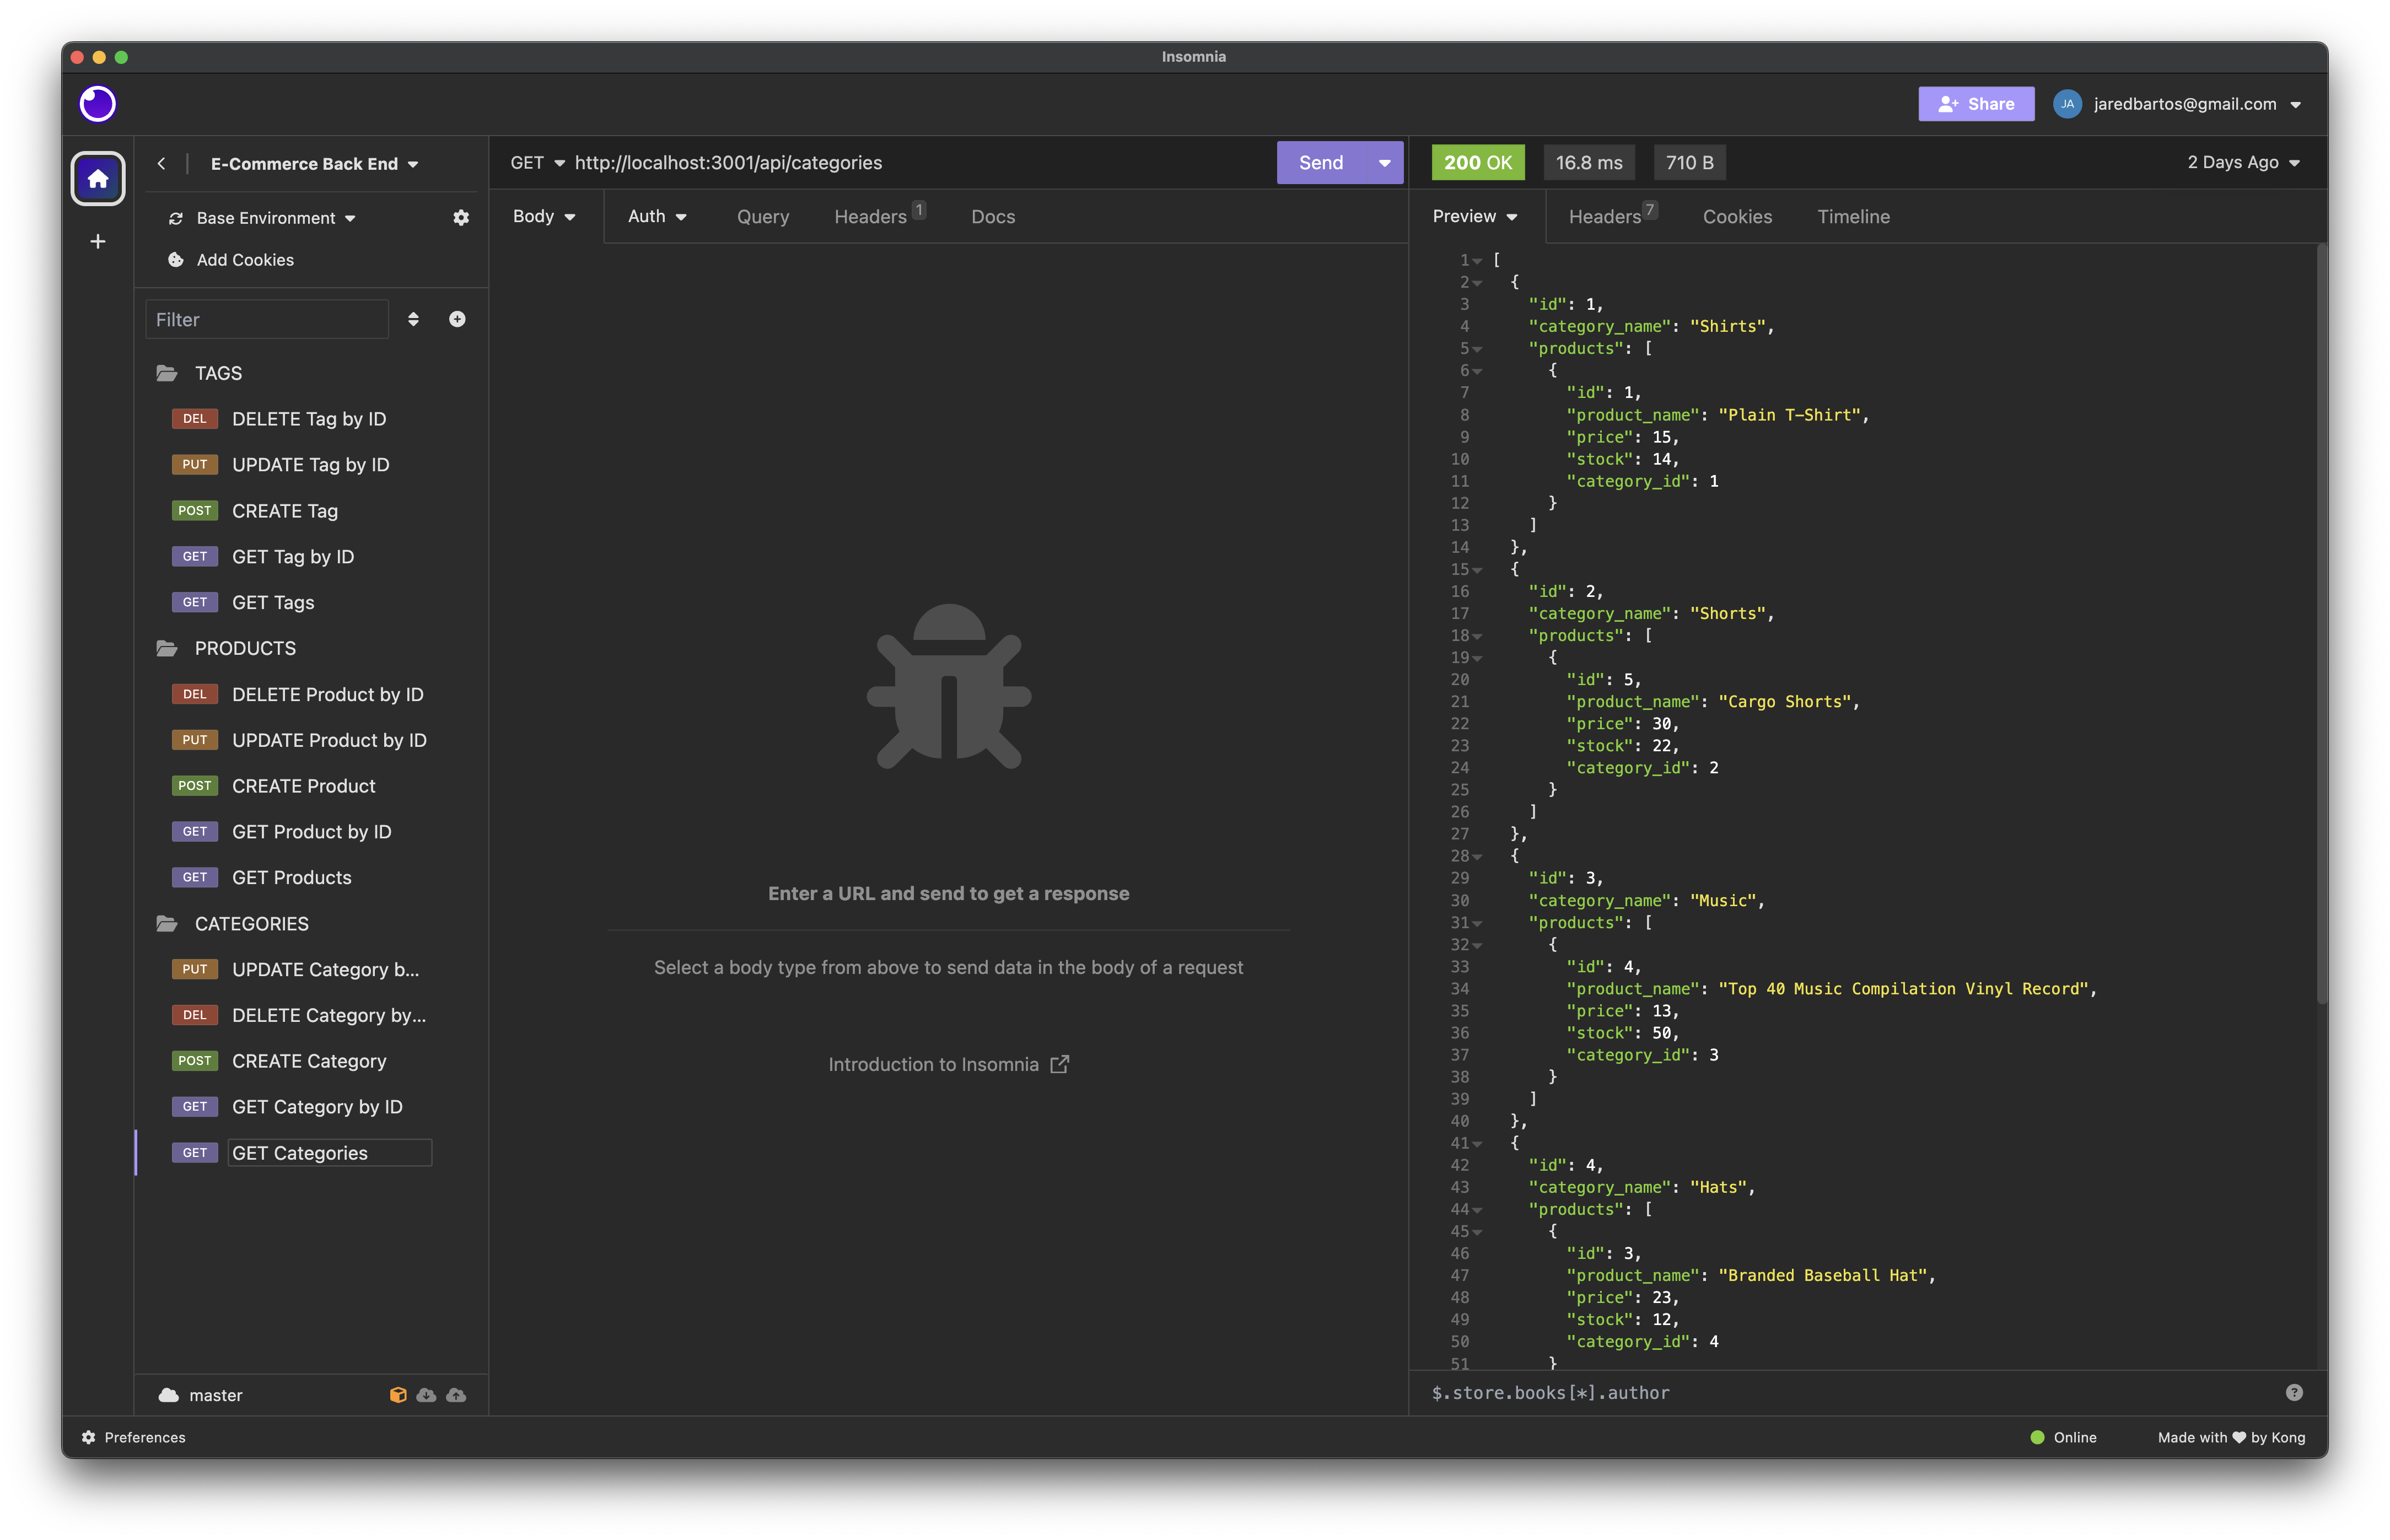 Insomnia
Share
JA
jaredbartos@gmail.com
E-Commerce Back End
Base Environment
Add Cookies
Filter
TAGS
DEL DELETE Tag by ID
PUT UPDATE Tag by ID
POST CREATE Tag
GET GET Tag by ID
GET GET Tags
PRODUCTS
DEL DELETE Product by ID
PUT UPDATE Product by ID
POST CREATE Product
GET GET Product by ID
GET GET Products
CATEGORIES
PUT UPDATE Category b...
DEL DELETE Category by...
POST CREATE Category
GET GET Category by ID
GET GET Categories
master
GET http://localhost:3001/api/categories
Send
Body Auth Query Headers 1 Docs
Enter a URL and send to get a response
Select a body type from above to send data in the body of a request
Introduction to Insomnia
200 OK 16.8 ms 710 B 2 Days Ago
Preview Headers 7 Cookies Timeline
1 [
2 {
3 "id": 1,
4 "category_name": "Shirts",
5 "products": [
6 {
7 "id": 1,
8 "product_name": "Plain T-Shirt",
9 "price": 15,
10 "stock": 14,
11 "category_id": 1
12 }
13 ]
14 },
15 {
16 "id": 2,
17 "category_name": "Shorts",
18 "products": [
19 {
20 "id": 5,
21 "product_name": "Cargo Shorts",
22 "price": 30,
23 "stock": 22,
24 "category_id": 2
25 }
26 ]
27 },
28 {
29 "id": 3,
30 "category_name": "Music",
31 "products": [
32 {
33 "id": 4,
34 "product_name": "Top 40 Music Compilation Vinyl Record",
35 "price": 13,
36 "stock": 50,
37 "category_id": 3
38 }
39 ]
40 },
41 {
42 "id": 4,
43 "category_name": "Hats",
44 "products": [
45 {
46 "id": 3,
47 "product_name": "Branded Baseball Hat",
48 "price": 23,
49 "stock": 12,
50 "category_id": 4
51 }
$.store.books[*].author
?
Preferences
Online
Made with ♥ by Kong